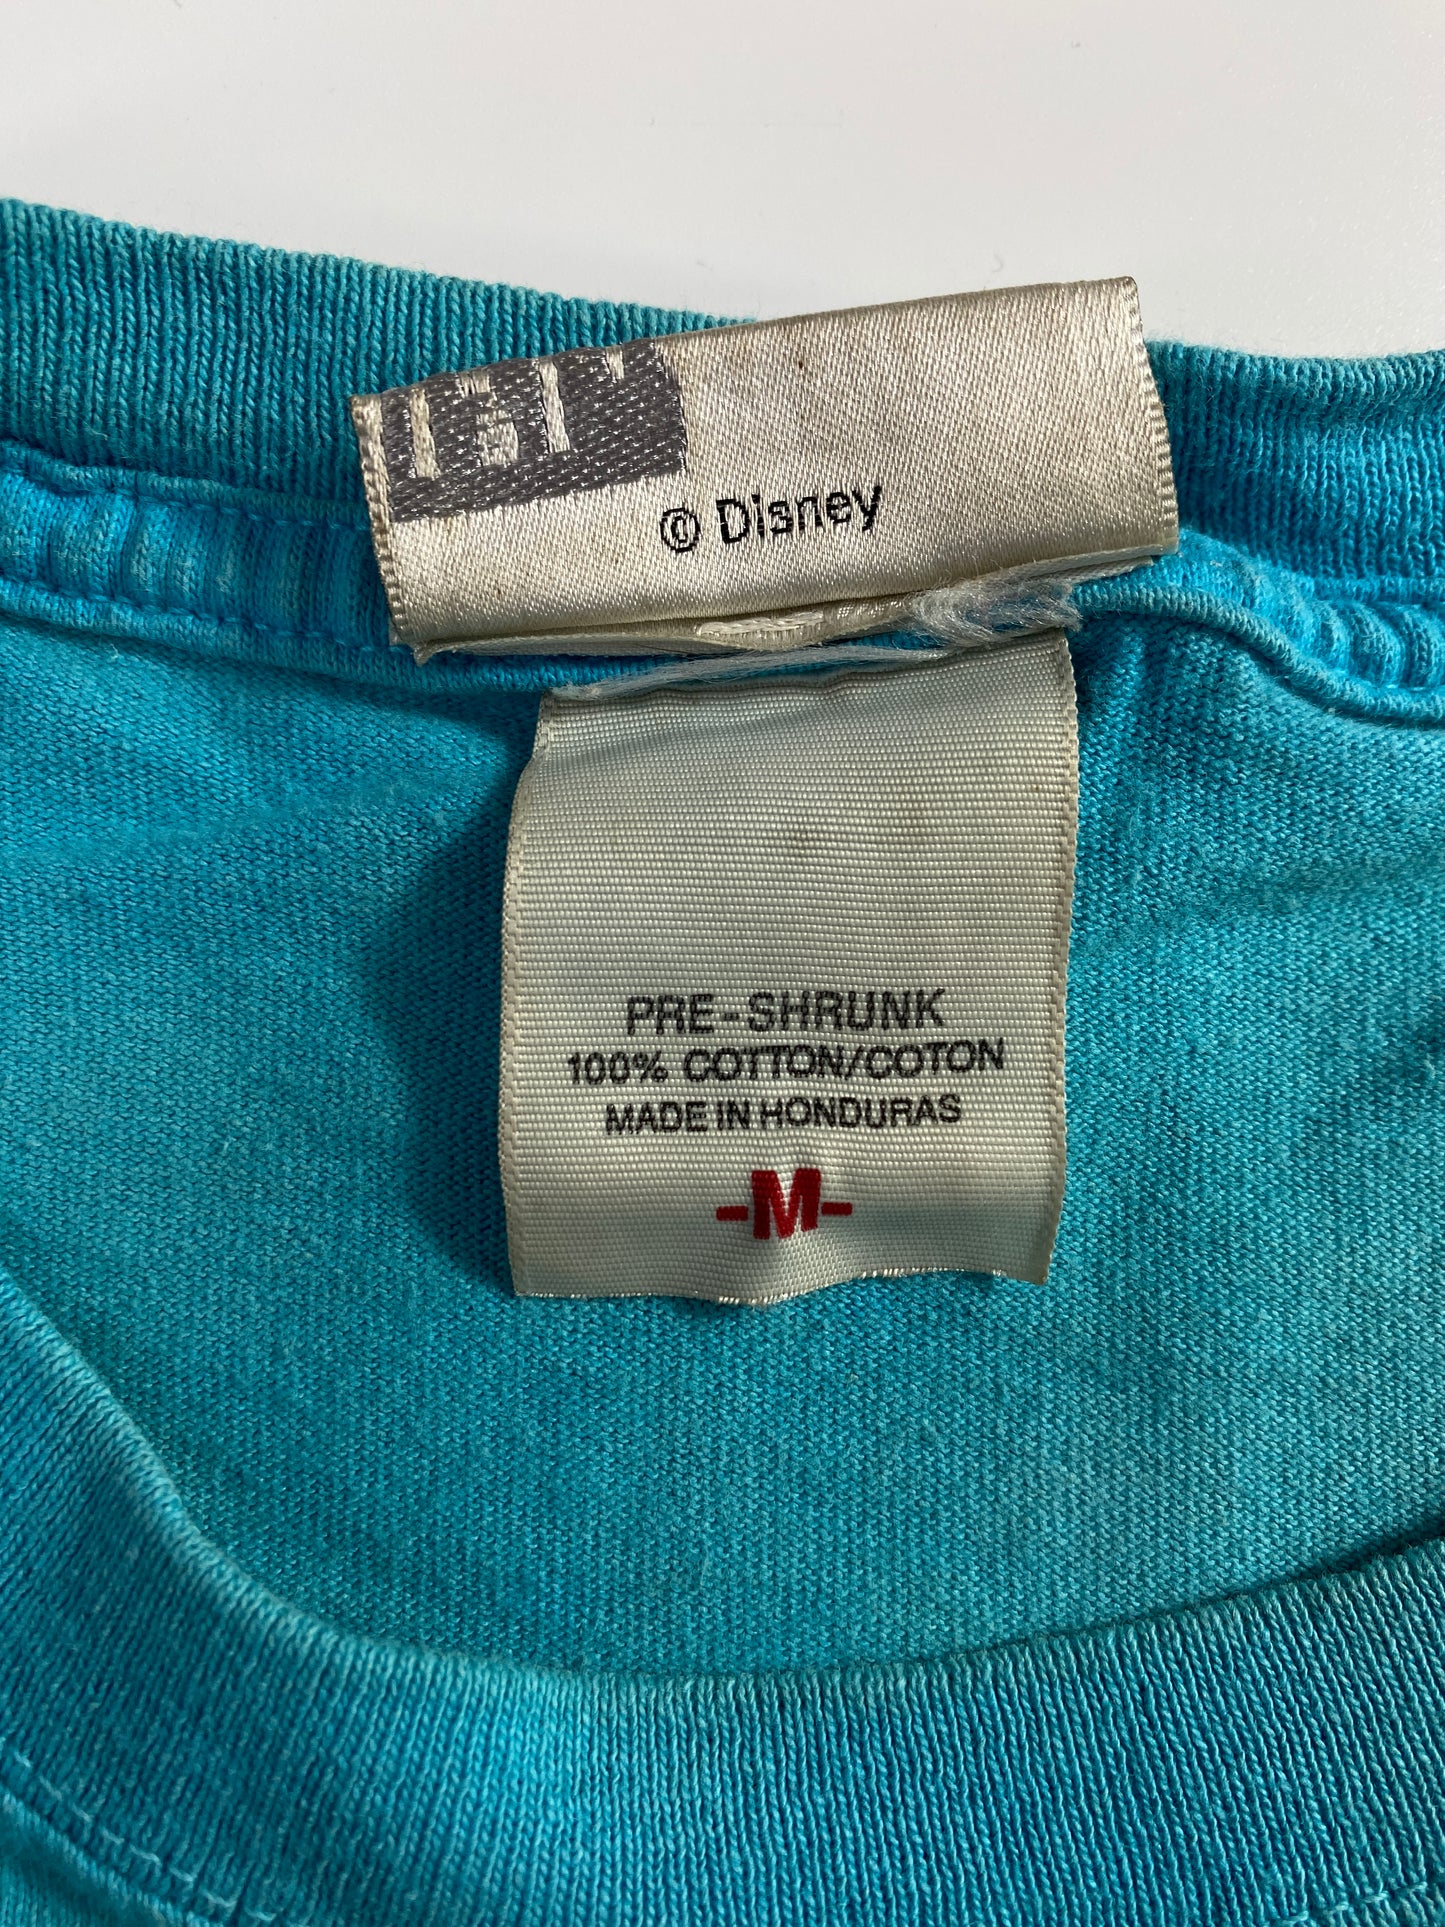 © Disney
PRE-SHRUNK
100% COTTON/COTON
MADE IN HONDURAS
-M-